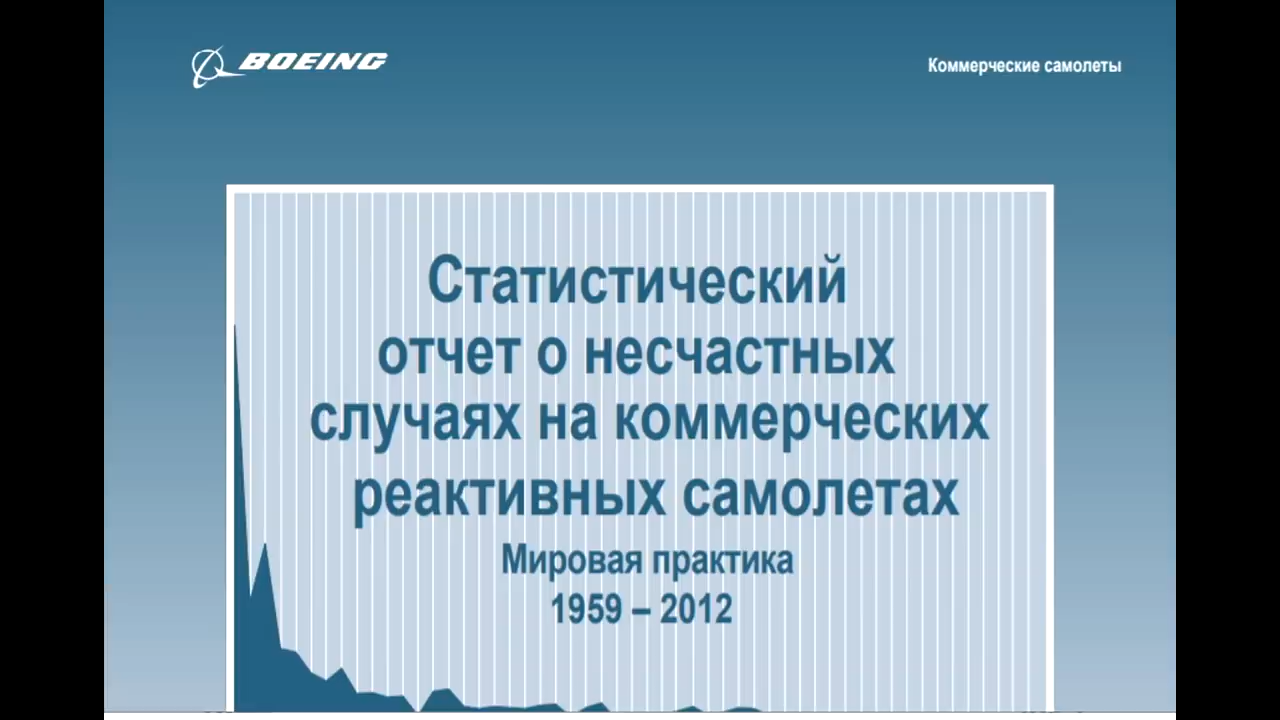 BOEING
Коммерческие самолеты
Статистический
отчет о несчастных
случаях на коммерческих
реактивных самолетах
Мировая практика
1959 – 2012